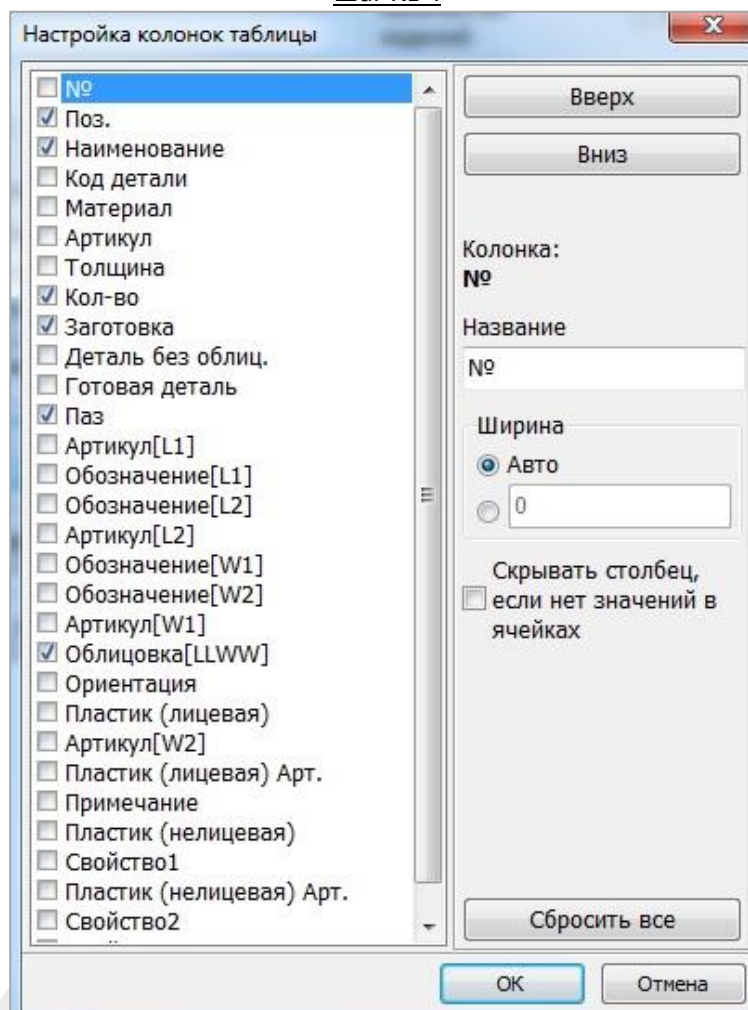 Настройка колонок таблицы
№
Поз.
Наименование
Код детали
Материал
Артикул
Толщина
Кол-во
Заготовка
Деталь без облиц.
Готовая деталь
Паз
Артикул[L1]
Обозначение[L1]
Обозначение[L2]
Артикул[L2]
Обозначение[W1]
Обозначение[W2]
Артикул[W1]
Облицовка[LLWW]
Ориентация
Пластик (лицевая)
Артикул[W2]
Пластик (лицевая) Арт.
Примечание
Пластик (нелицевая)
Свойство1
Пластик (нелицевая) Арт.
Свойство2
Вверх
Вниз
Колонка:
№
Название
№
Ширина
Авто
0
Скрывать столбец,
если нет значений в
ячейках
Сбросить все
ОК
Отмена